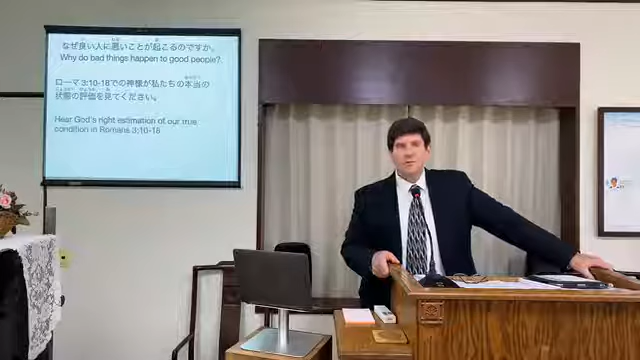 なぜ良い人に悪いことが起こるのですか。
Why do bad things happen to good people?
ローマ 3:10-18での神様が私たちの本当の
状態の評価を見てください。
Hear God's right estimation of our true
condition in Romans 3:10-18